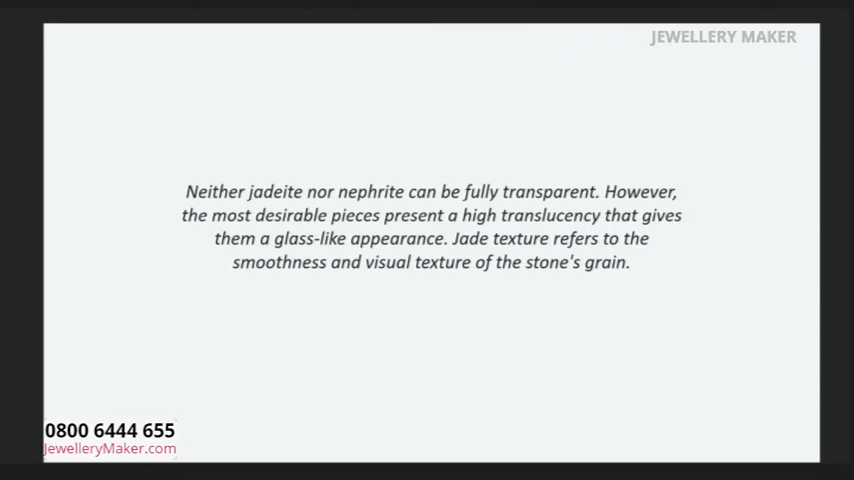 JEWELLERY MAKER
Neither jadeite nor nephrite can be fully transparent. However,
the most desirable pieces present a high translucency that gives
them a glass-like appearance. Jade texture refers to the
smoothness and visual texture of the stone's grain.
0800 6444 655
JewelleryMaker.com